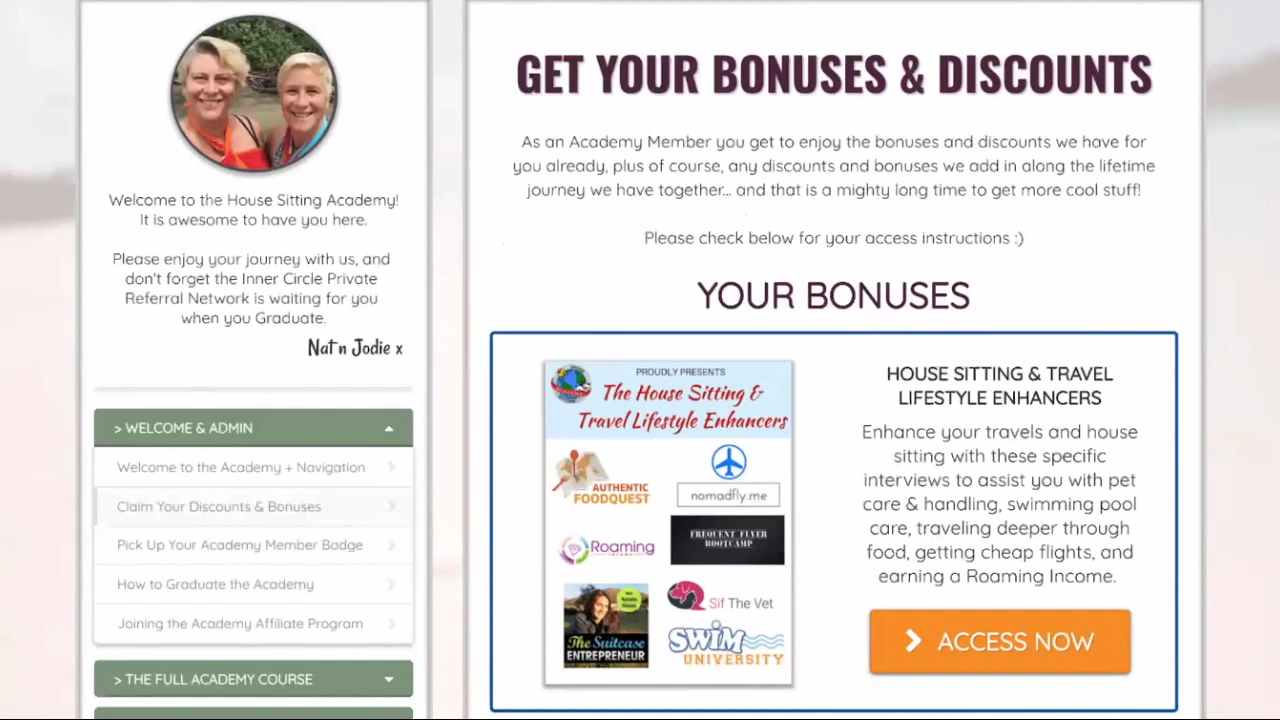 Welcome to the House Sitting Academy!
It is awesome to have you here.
Please enjoy your journey with us, and
don't forget the Inner Circle Private
Referral Network is waiting for you
when you Graduate.
Nat n Jodie x
> WELCOME & ADMIN
Welcome to the Academy + Navigation
Claim Your Discounts & Bonuses
Pick Up Your Academy Member Badge
How to Graduate the Academy
Joining the Academy Affiliate Program
> THE FULL ACADEMY COURSE
GET YOUR BONUSES & DISCOUNTS
As an Academy Member you get to enjoy the bonuses and discounts we have for
you already, plus of course, any discounts and bonuses we add in along the lifetime
journey we have together... and that is a mighty long time to get more cool stuff!
Please check below for your access instructions :)
YOUR BONUSES
PROUDLY PRESENTS
The House Sitting &
Travel Lifestyle Enhancers
AUTHENTIC
FOODQUEST
nomadfly.me
Roaming
FREQUENT FLYER
BOOTCAMP
The Suitcase
ENTREPRENEUR
Sif The Vet
SWIM
UNIVERSITY
HOUSE SITTING & TRAVEL
LIFESTYLE ENHANCERS
Enhance your travels and house
sitting with these specific
interviews to assist you with pet
care & handling, swimming pool
care, traveling deeper through
food, getting cheap flights, and
earning a Roaming Income.
ACCESS NOW